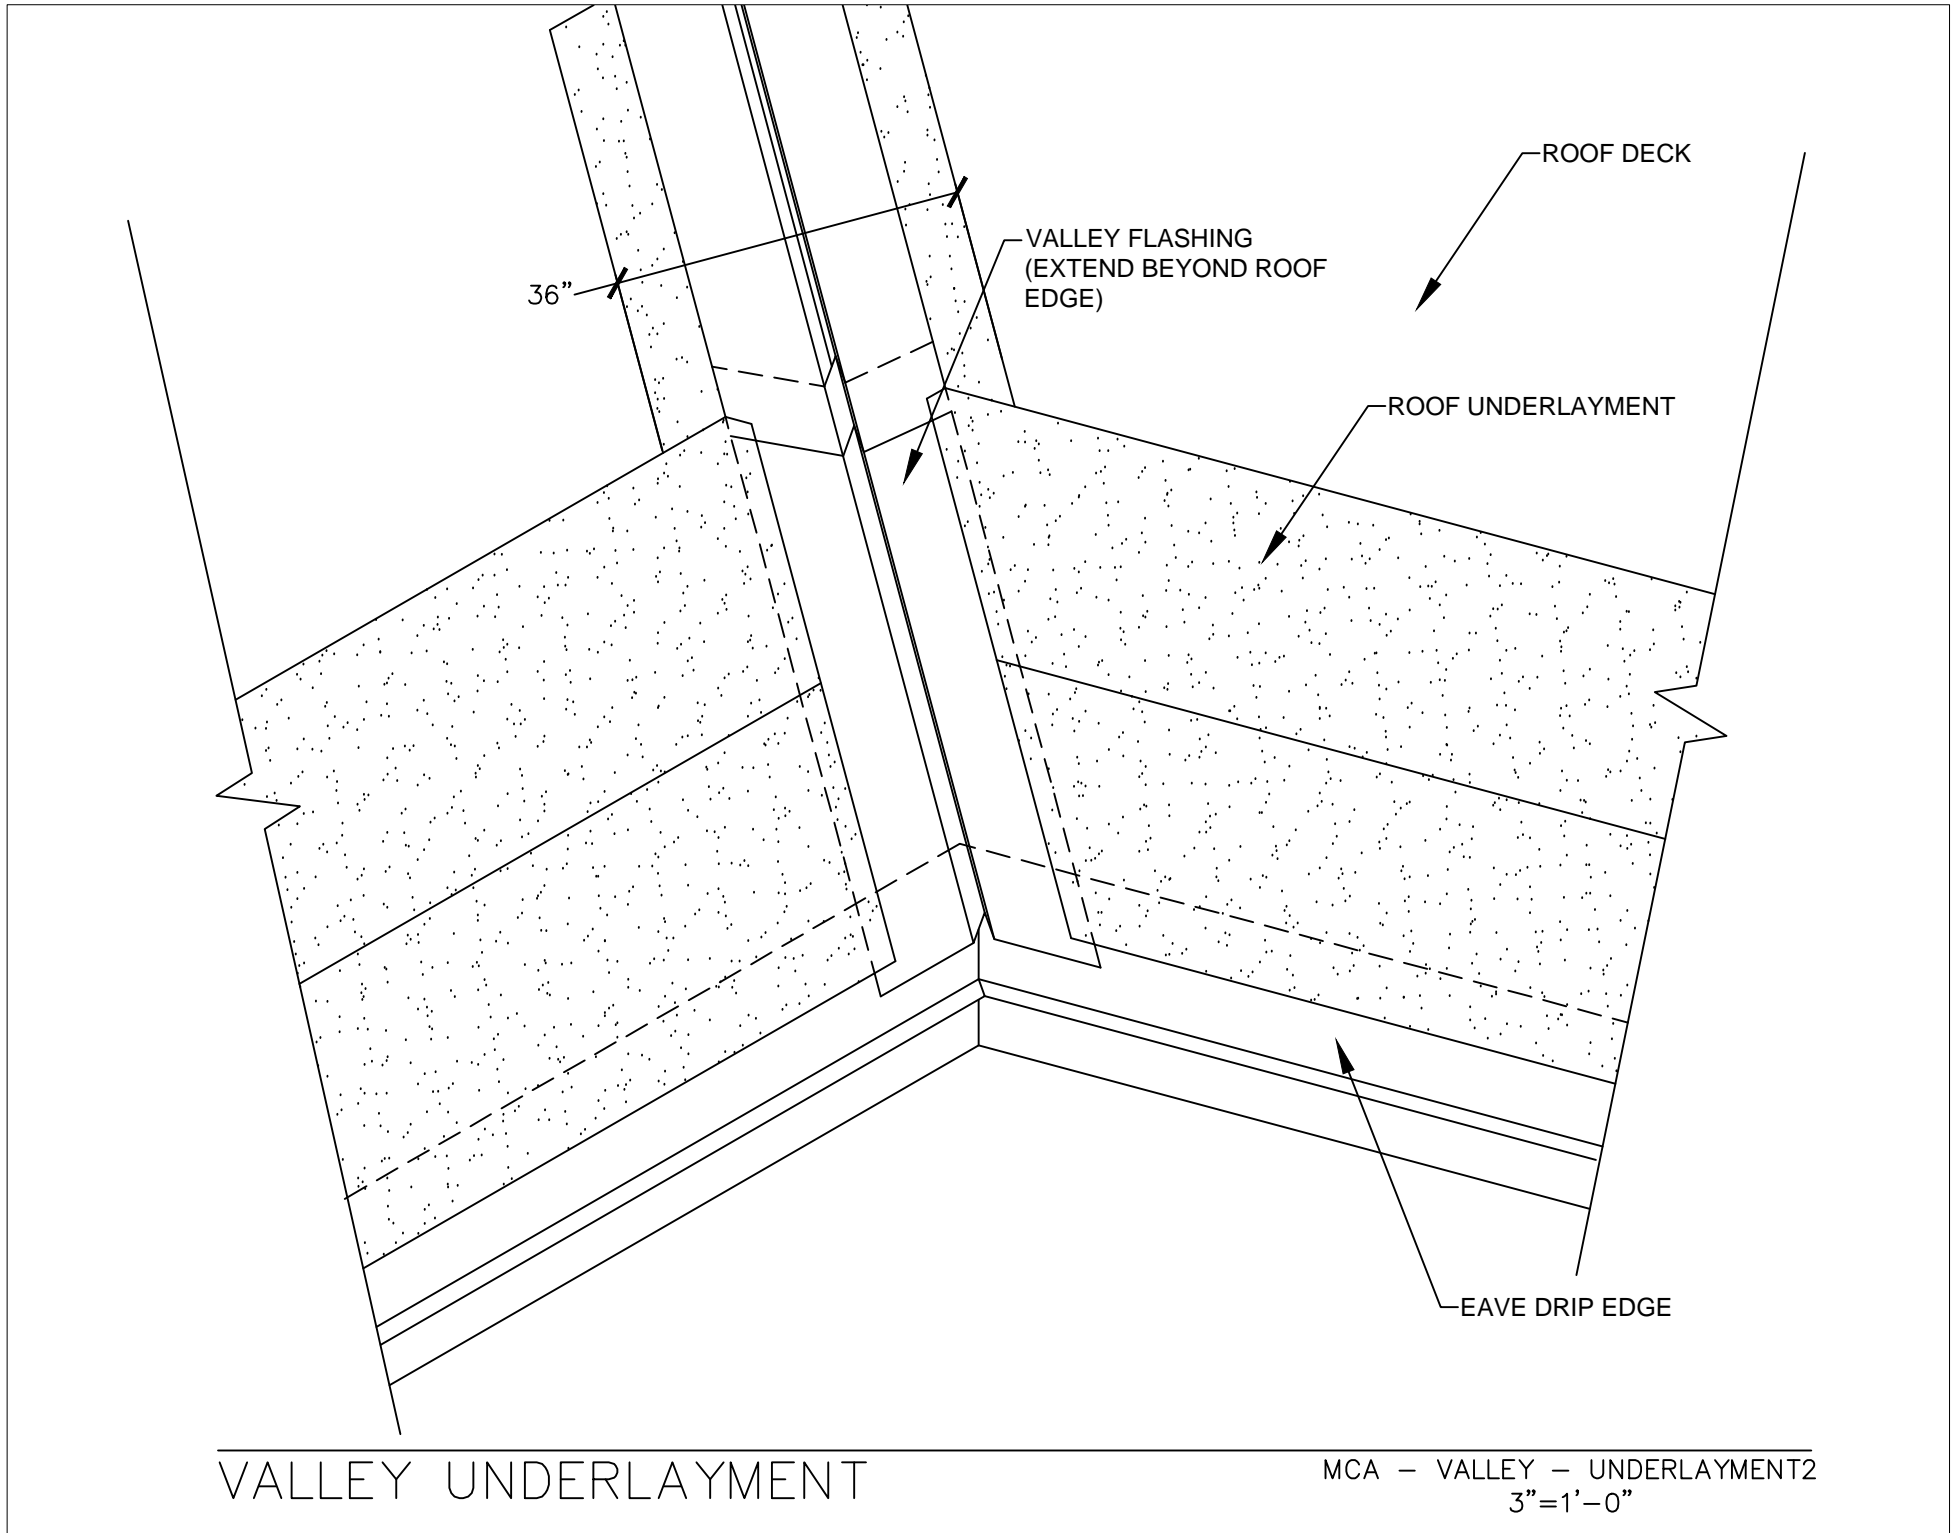 ROOF DECK
VALLEY FLASHING
(EXTEND BEYOND ROOF
EDGE)
36”
ROOF UNDERLAYMENT
EAVE DRIP EDGE
VALLEY UNDERLAYMENT
MCA – VALLEY – UNDERLAYMENT2
3”=1’–0”